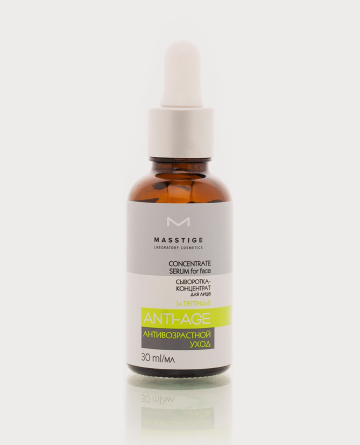 MASSTIGE
LABORATORY COSMETICS
CONCENTRATE
SERUM for face
СЫВОРОТКА-
КОНЦЕНТРАТ
ДЛЯ ЛИЦА
ANTI-AGE
АНТИВОЗРАСТНОЙ
УХОД
30 ml/мл